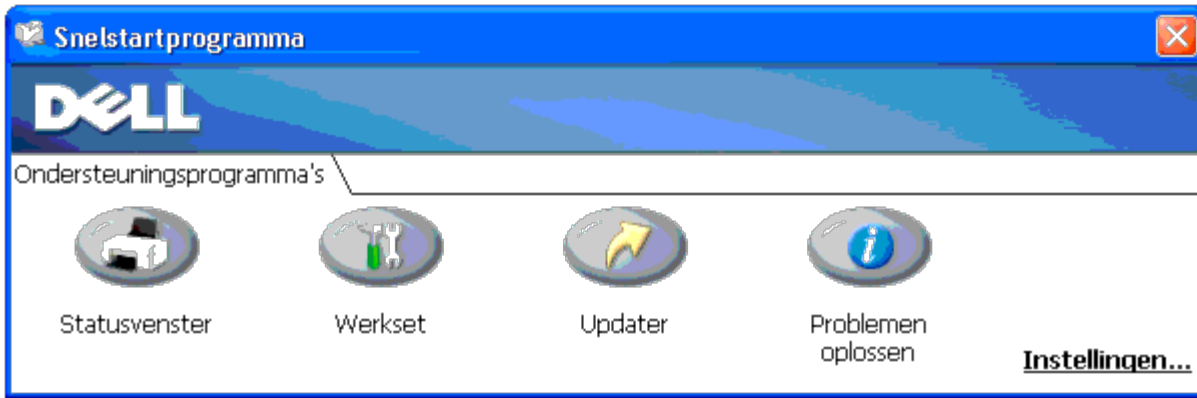 Snelstartprogramma
DELL
Ondersteuningsprogramma's
Statusvenster
Werkset
Updater
Problemen
oplossen
Instellingen...